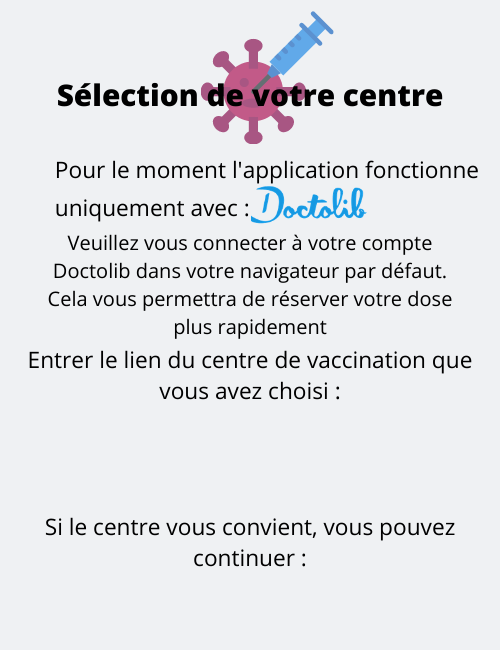 Sélection de votre centre
Pour le moment l'application fonctionne
uniquement avec : Doctolib
Veuillez vous connecter à votre compte
Doctolib dans votre navigateur par défaut.
Cela vous permettra de réserver votre dose
plus rapidement
Entrer le lien du centre de vaccination que
vous avez choisi :
Si le centre vous convient, vous pouvez
continuer :